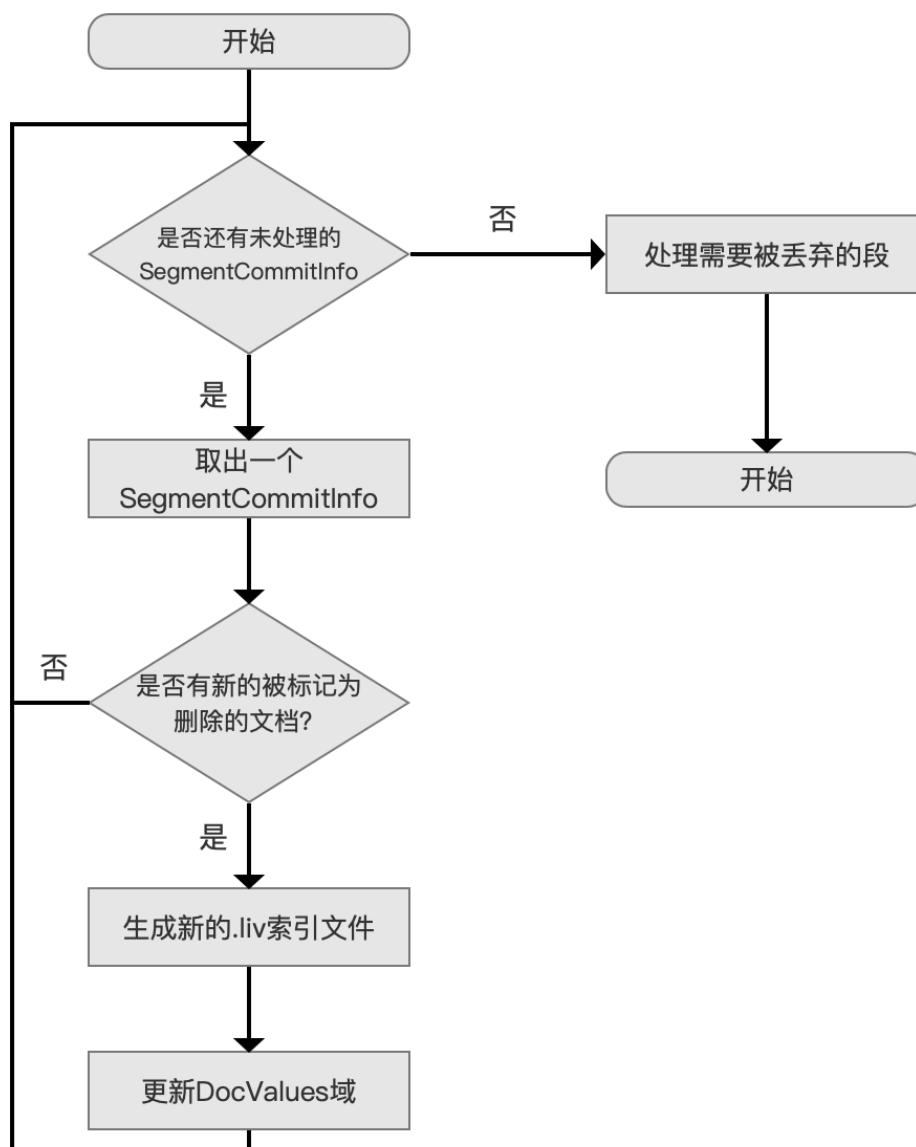 开始
是否还有未处理的
SegmentCommitInfo
否
处理需要被丢弃的段
是
取出一个
SegmentCommitInfo
开始
否
是否有新的被标记为
删除的文档?
是
生成新的.liv索引文件
更新DocValues域